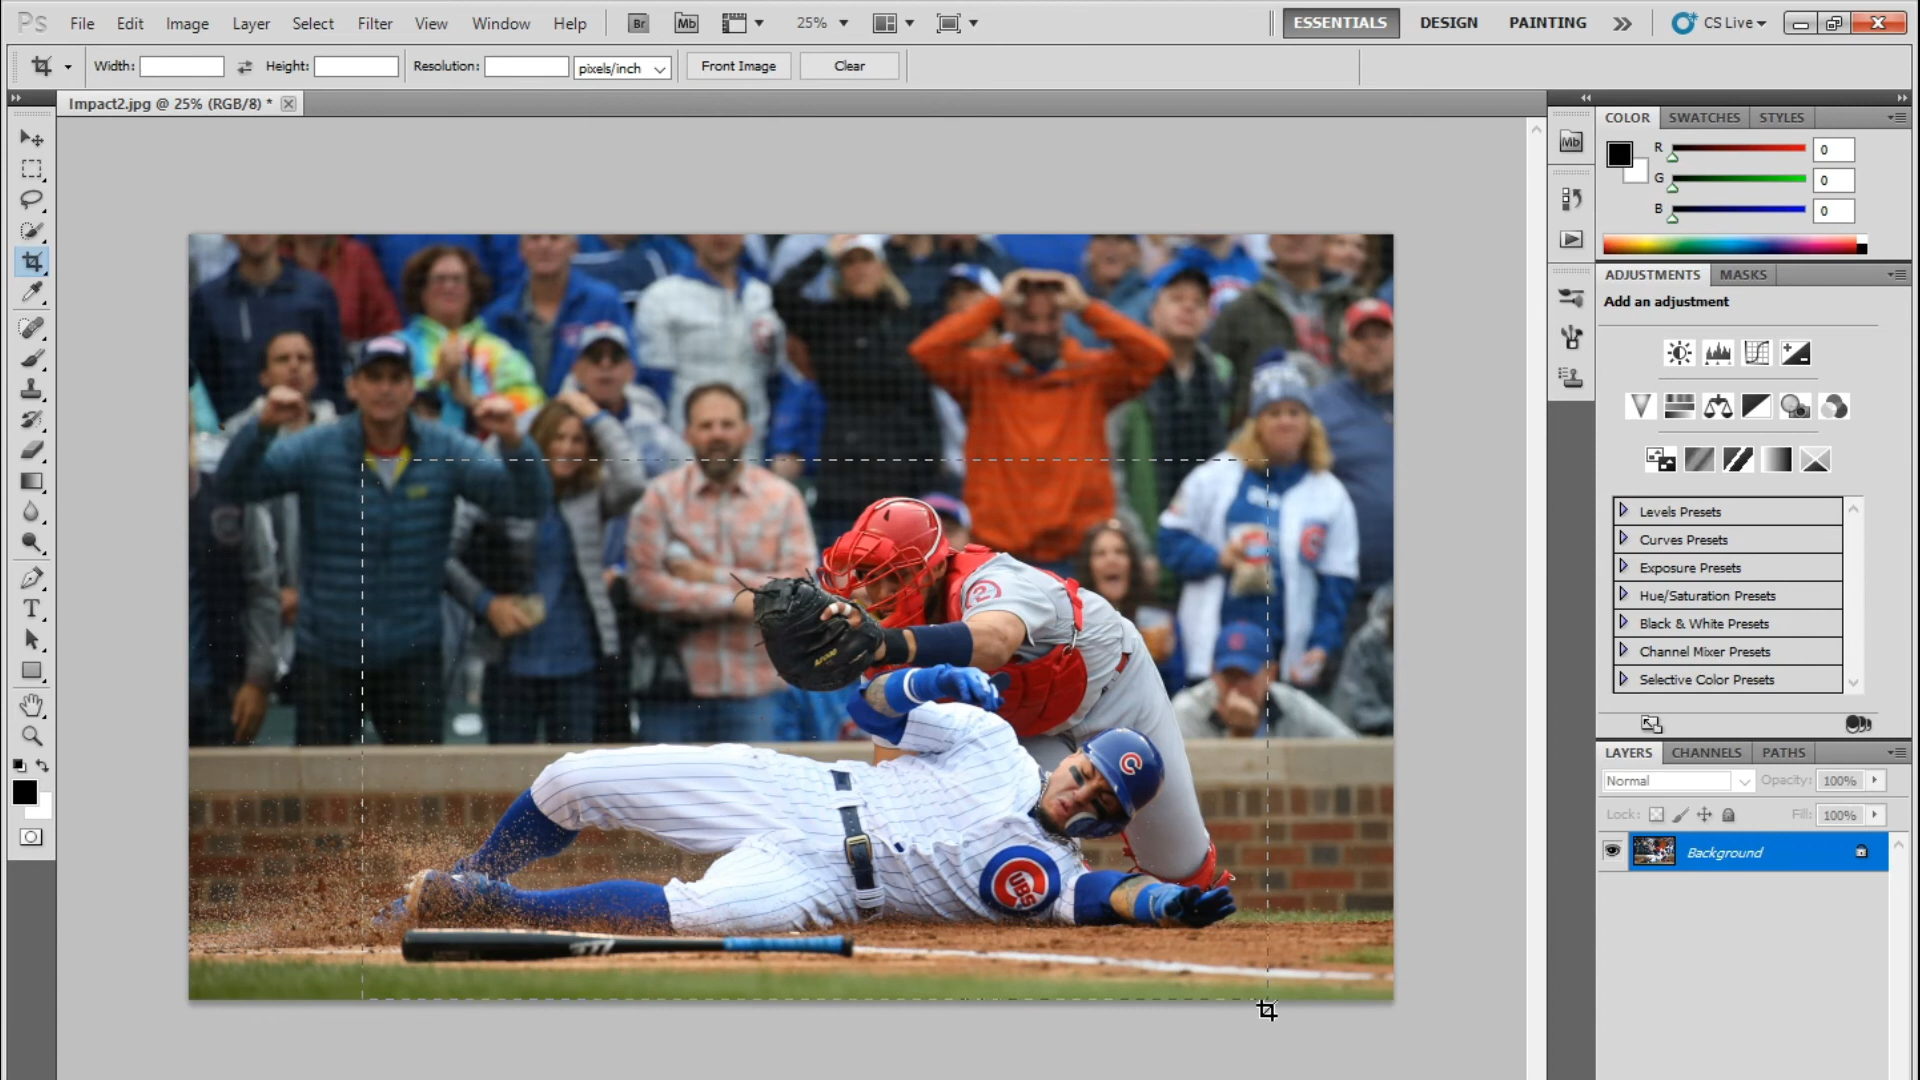 Ps File Edit Image Layer Select Filter View Window Help Br Mb 25% ESSENTIALS DESIGN PAINTING CS Live
Width: Height: Resolution: pixels/inch Front Image Clear
Impact2.jpg @ 25% (RGB/8) *
T
Mb
COLOR SWATCHES STYLES
R 0
G 0
B 0
ADJUSTMENTS MASKS
Add an adjustment
Levels Presets
Curves Presets
Exposure Presets
Hue/Saturation Presets
Black & White Presets
Channel Mixer Presets
Selective Color Presets
LAYERS CHANNELS PATHS
Normal Opacity: 100%
Lock: Fill: 100%
Background
C
UBS